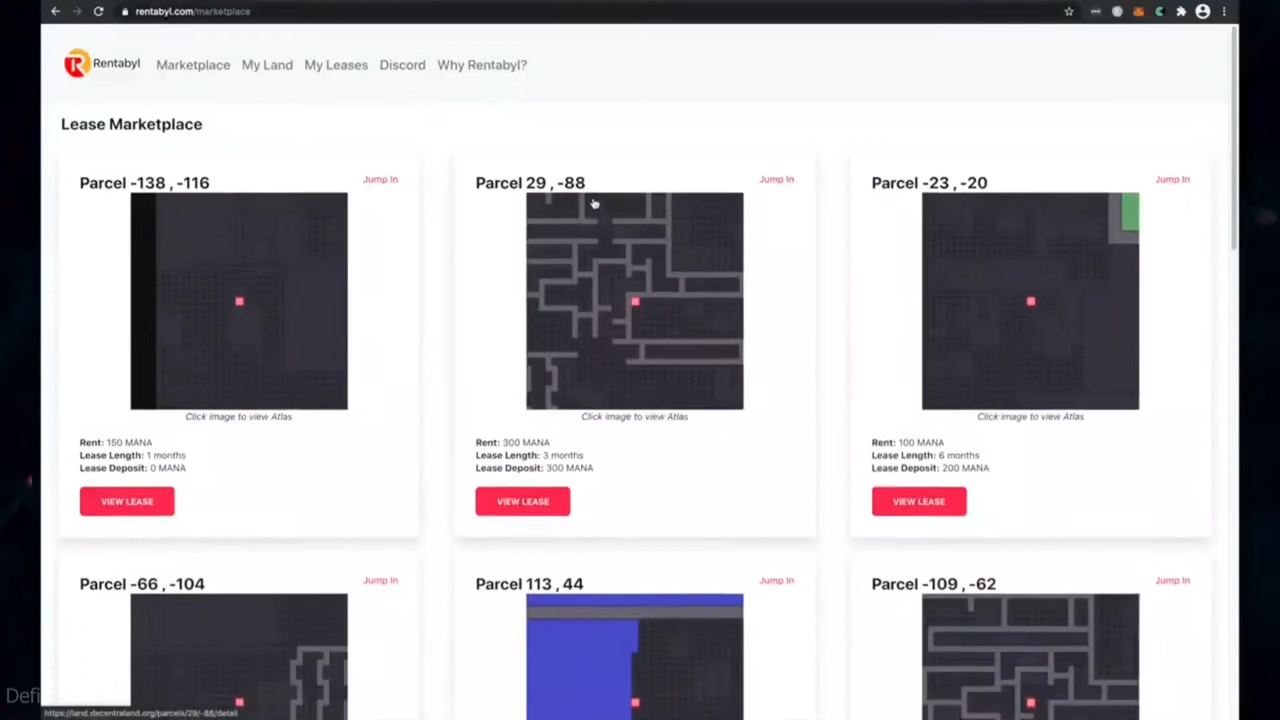 rentabyl.com/marketplace
Rentabyl Marketplace My Land My Leases Discord Why Rentabyl?
Lease Marketplace
Parcel -138 , -116 Jump In
Click image to view Atlas
Rent: 150 MANA
Lease Length: 1 months
Lease Deposit: 0 MANA
VIEW LEASE
Parcel 29 , -88 Jump In
Click image to view Atlas
Rent: 300 MANA
Lease Length: 3 months
Lease Deposit: 300 MANA
VIEW LEASE
Parcel -23 , -20 Jump In
Click image to view Atlas
Rent: 100 MANA
Lease Length: 6 months
Lease Deposit: 200 MANA
VIEW LEASE
Parcel -66 , -104 Jump In
Parcel 113 , 44 Jump In
Parcel -109 , -62 Jump In
Defi
https://land.decentraland.org/parcels/29/-88/detail